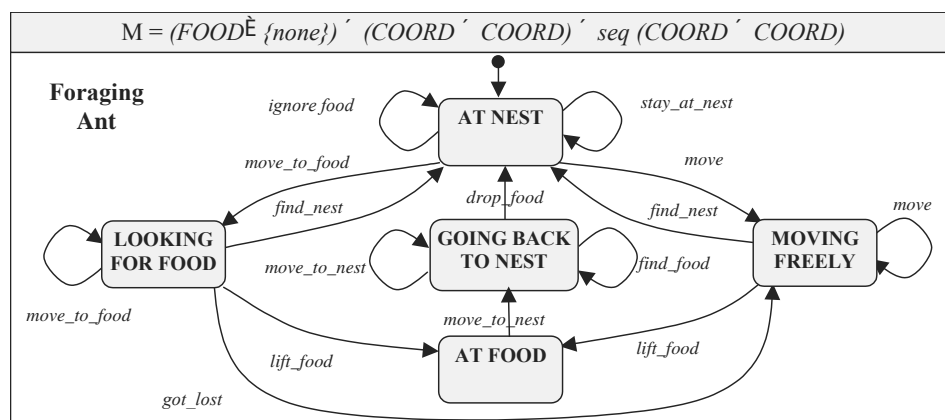 M = (FOODÈ {none}) ´ (COORD ´ COORD) ´ seq (COORD ´ COORD)
Foraging
Ant
ignore food
AT NEST
stay_at_nest
move_to_food
move
drop_food
find_nest
find_nest
move
LOOKING
FOR FOOD
GOING BACK
TO NEST
MOVING
FREELY
move_to_nest
find_food
move_to_food
move_to_nest
lift_food
AT FOOD
lift_food
got_lost